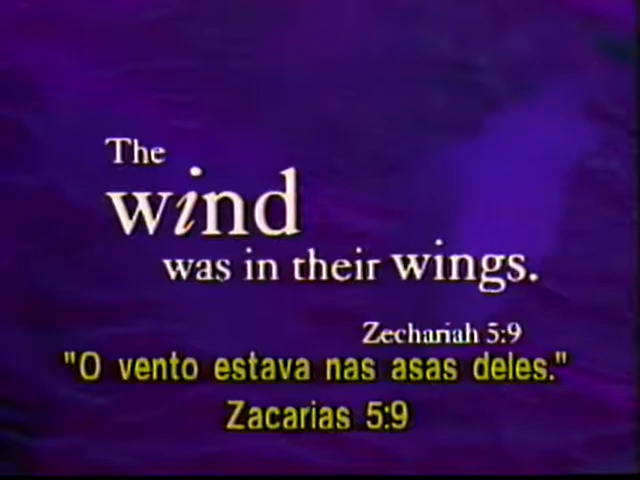 The
wind
was in their wings.
Zechariah 5:9
"O vento estava nas asas deles."
Zacarias 5:9